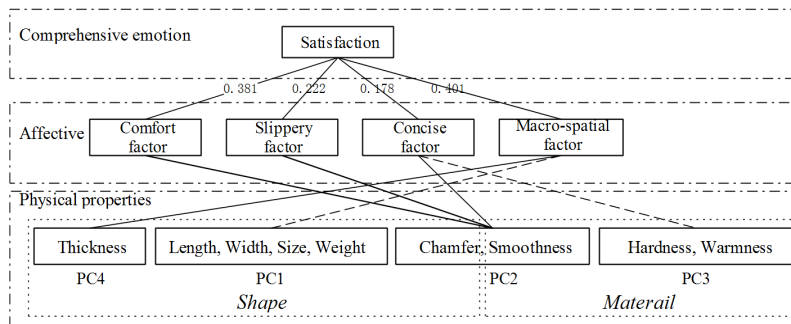 Comprehensive emotion
Satisfaction
0.381 0.222 0.178 0.401
Affective
Comfort
factor
Slippery
factor
Concise
factor
Macro-spatial
factor
Physical properties
Thickness
Length, Width, Size, Weight
Chamfer, Smoothness
Hardness, Warmness
PC4
PC1
PC2
PC3
Shape
Materail